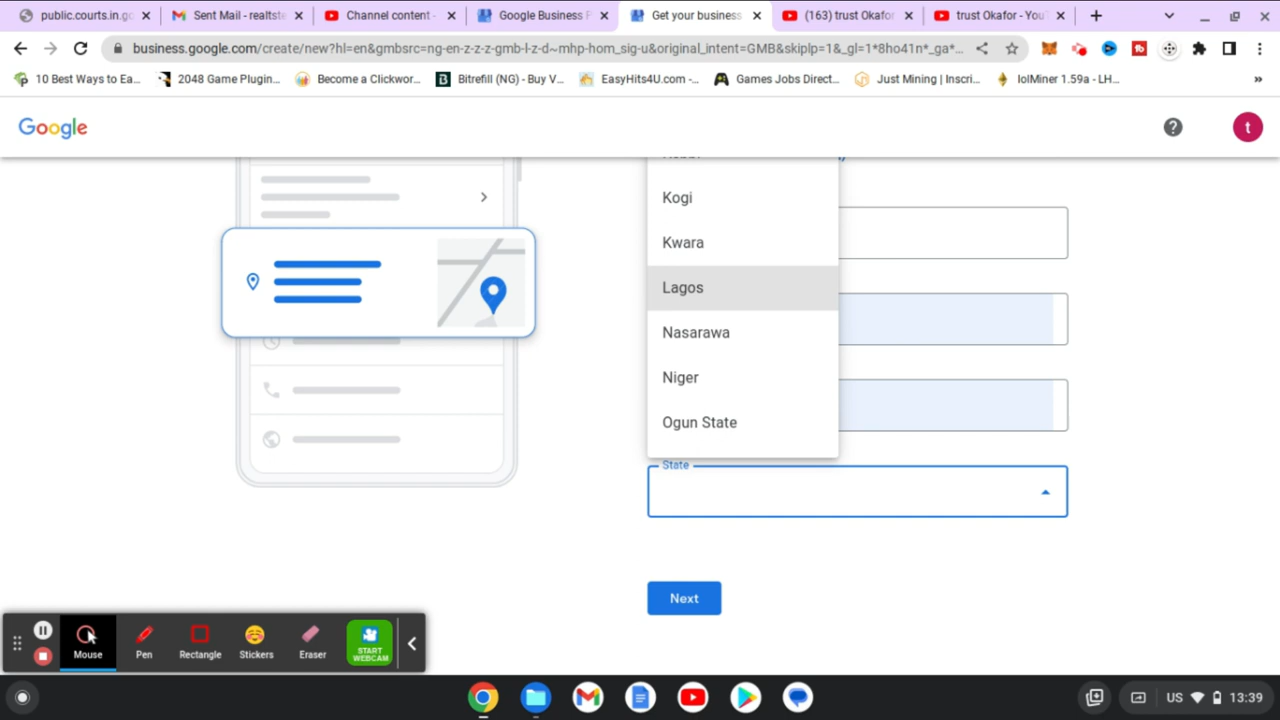 public.courts.in.go
Sent Mail - realtste
Channel content -
Google Business P
Get your business
(163) trust Okafor
trust Okafor - You
business.google.com/create/new?hl=en&gmbsrc=ng-en-z-z-z-gmb-l-z-d~mhp-hom_sig-u&original_intent=GMB&skiplp=1&_gl=1*8ho41n*_ga*...
10 Best Ways to Ea...
2048 Game Plugin...
Become a Clickwor...
Bitrefill (NG) - Buy V...
EasyHits4U.com -...
Games Jobs Direct...
Just Mining | Inscri...
lolMiner 1.59a - LH...
Google
t
Kogi
Kwara
Lagos
Nasarawa
Niger
Ogun State
State
Next
Mouse
Pen
Rectangle
Stickers
Eraser
START
WEBCAM
US
13:39